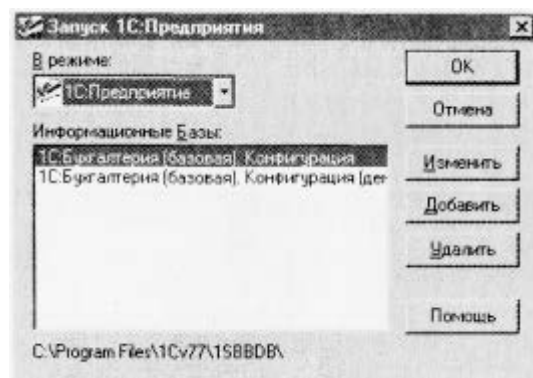 Запуск 1С:Предприятия
В режиме:
1С:Предприятие
Информационные Базы:
1С:Бухгалтерия (базовая). Конфигурация
1С:Бухгалтерия (базовая). Конфигурация (де
OK
Отмена
Изменить
Добавить
Удалить
Помощь
C:\Program Files\1Cv77\1SBBDB\